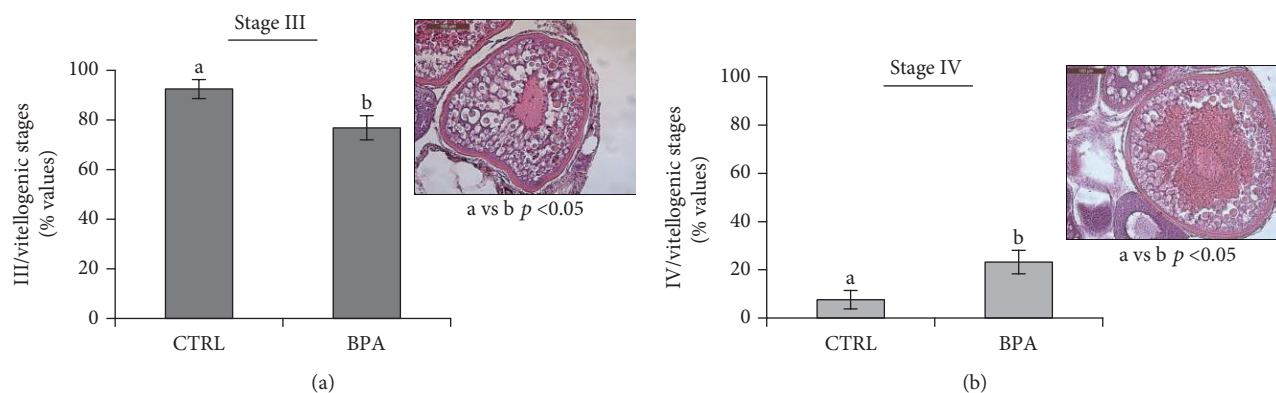 Stage III
100
80
60
40
20
0
III/vitellogenic stages
(% values)
a
b
CTRL
BPA
a vs b p <0.05
(a)
Stage IV
100
80
60
40
20
0
IV/vitellogenic stages
(% values)
a
b
CTRL
BPA
a vs b p <0.05
(b)